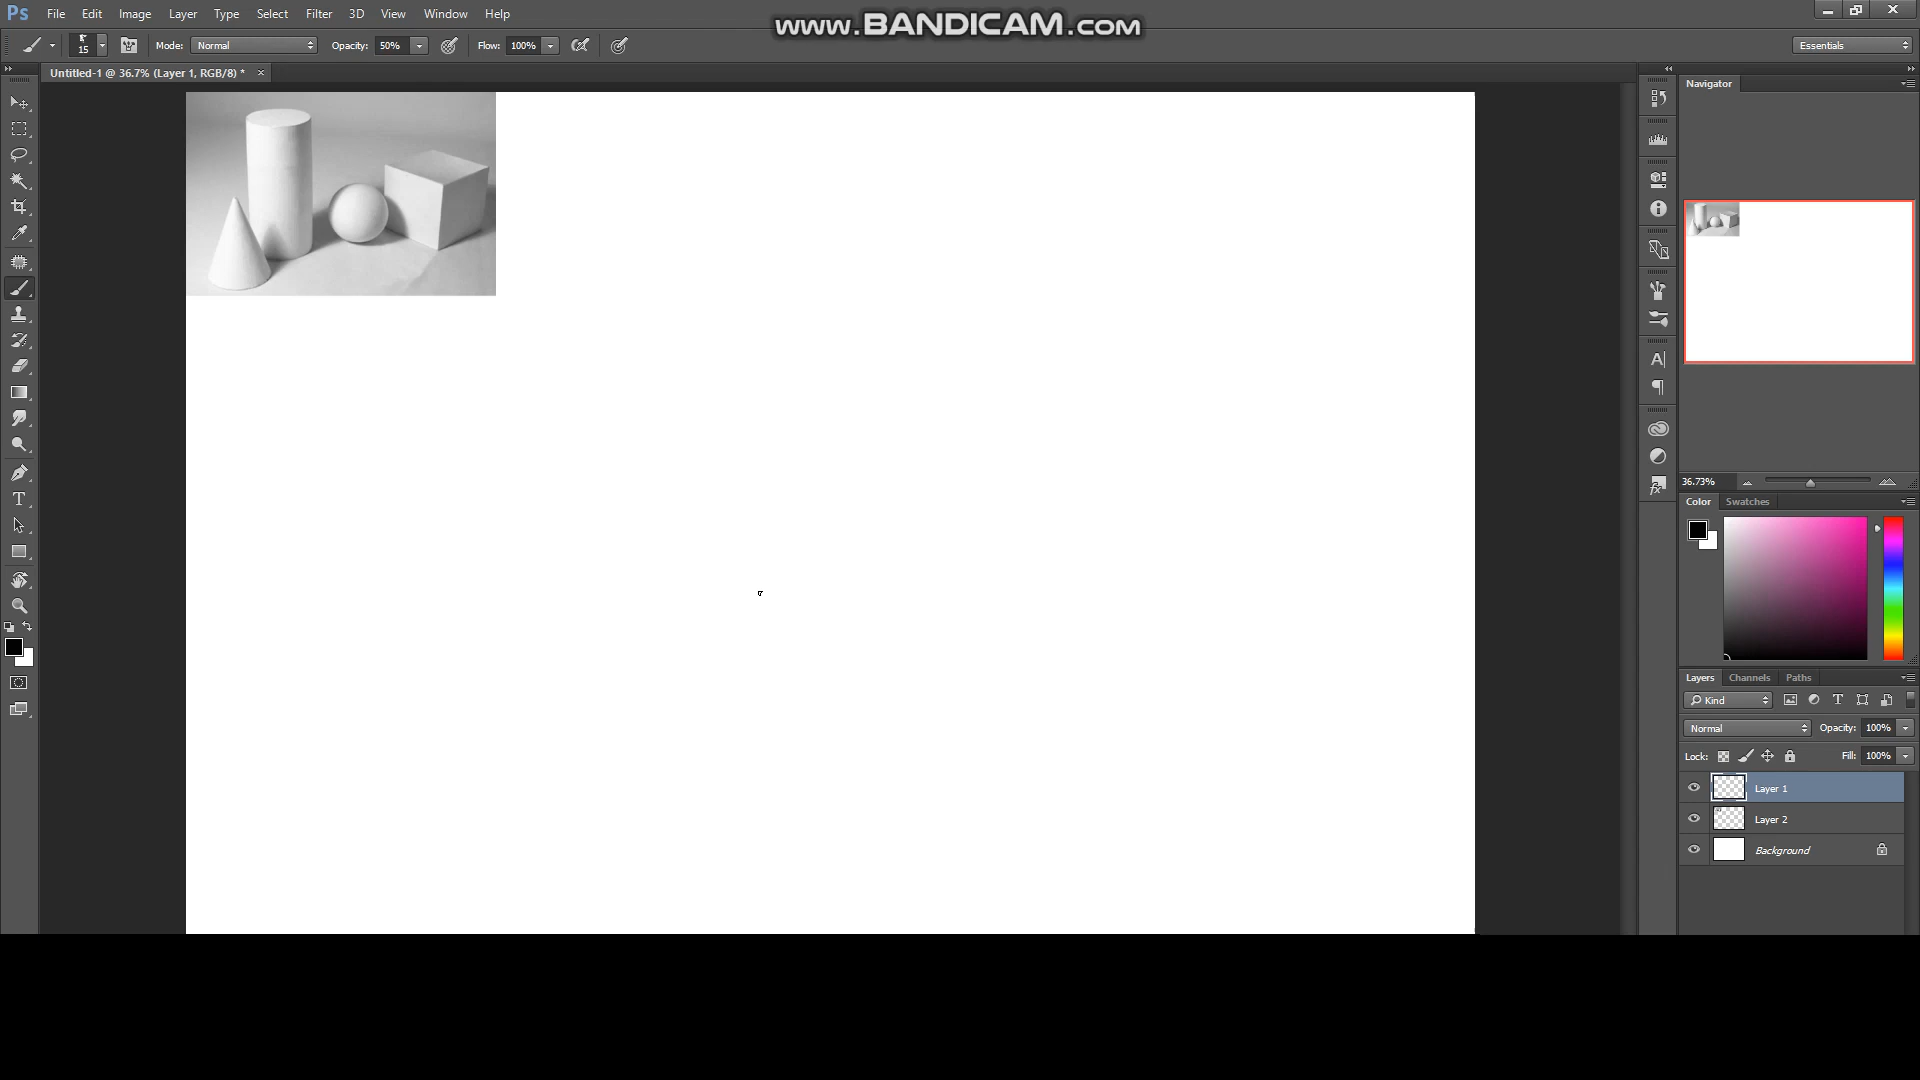 Ps File Edit Image Layer Type Select Filter 3D View Window Help
www.BANDICAM.com
15 Mode: Normal Opacity: 50% Flow: 100% Essentials
Untitled-1 @ 36.7% (Layer 1, RGB/8) * ×
Navigator
36.73%
Color Swatches
Layers Channels Paths
Kind
Normal Opacity: 100%
Lock: Fill: 100%
Layer 1
Layer 2
Background